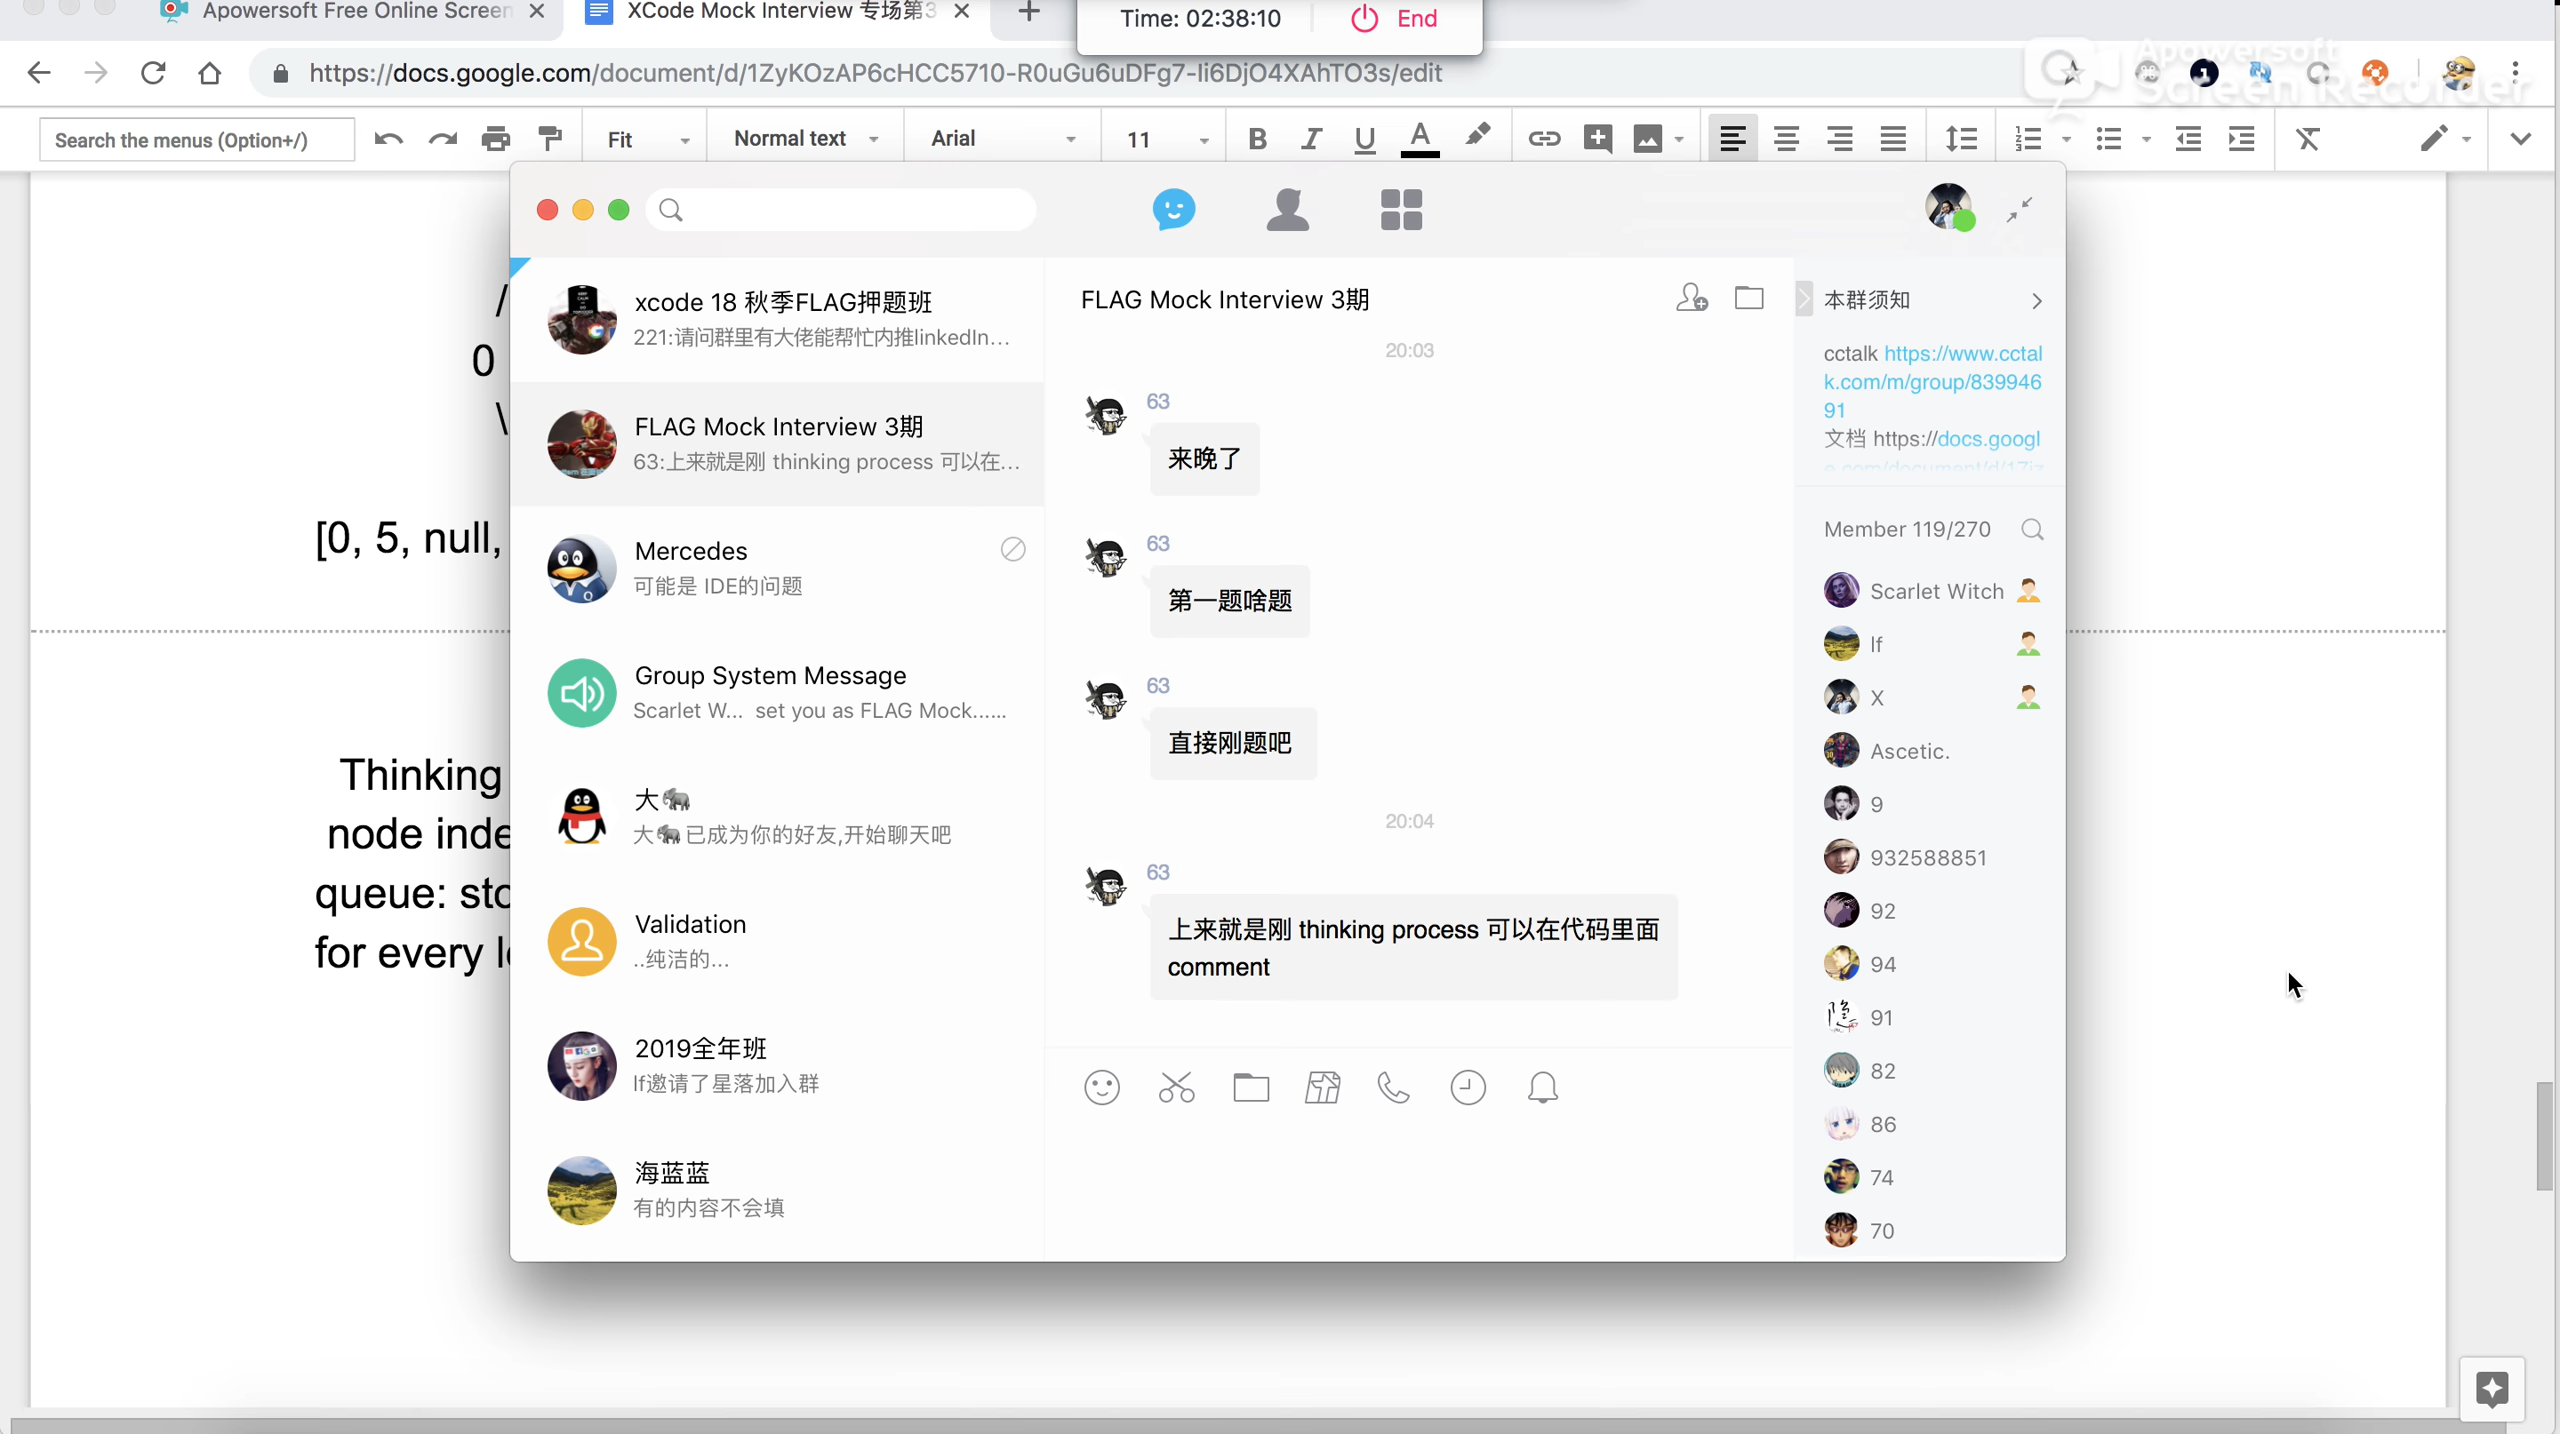 Apowersoft Free Online Screen
XCode Mock Interview 专场第3
Time: 02:38:10
End
https://docs.google.com/document/d/1ZyKOzAP6cHCC5710-R0uGu6uDFg7-li6DjO4XAhTO3s/edit
Apowersoft
Screen Recorder
Search the menus (Option+/)
Fit
Normal text
Arial
11
B
I
U
A
/
0
\
[0, 5, null,
Thinking
node inde
queue: sto
for every le
xcode 18 秋季FLAG押题班
221:请问群里有大佬能帮忙内推linkedIn...
FLAG Mock Interview 3期
63:上来就是刚 thinking process 可以在...
Mercedes
可能是 IDE的问题
Group System Message
Scarlet W... set you as FLAG Mock......
大🐘
大🐘已成为你的好友,开始聊天吧
Validation
..纯洁的...
2019全年班
If邀请了星落加入群
海蓝蓝
有的内容不会填
FLAG Mock Interview 3期
20:03
63
来晚了
63
第一题啥题
63
直接刚题吧
20:04
63
上来就是刚 thinking process 可以在代码里面
comment
本群须知
cctalk https://www.cctal
k.com/m/group/839946
91
文档 https://docs.googl
Member 119/270
Scarlet Witch
If
X
Ascetic.
9
932588851
92
94
91
82
86
74
70